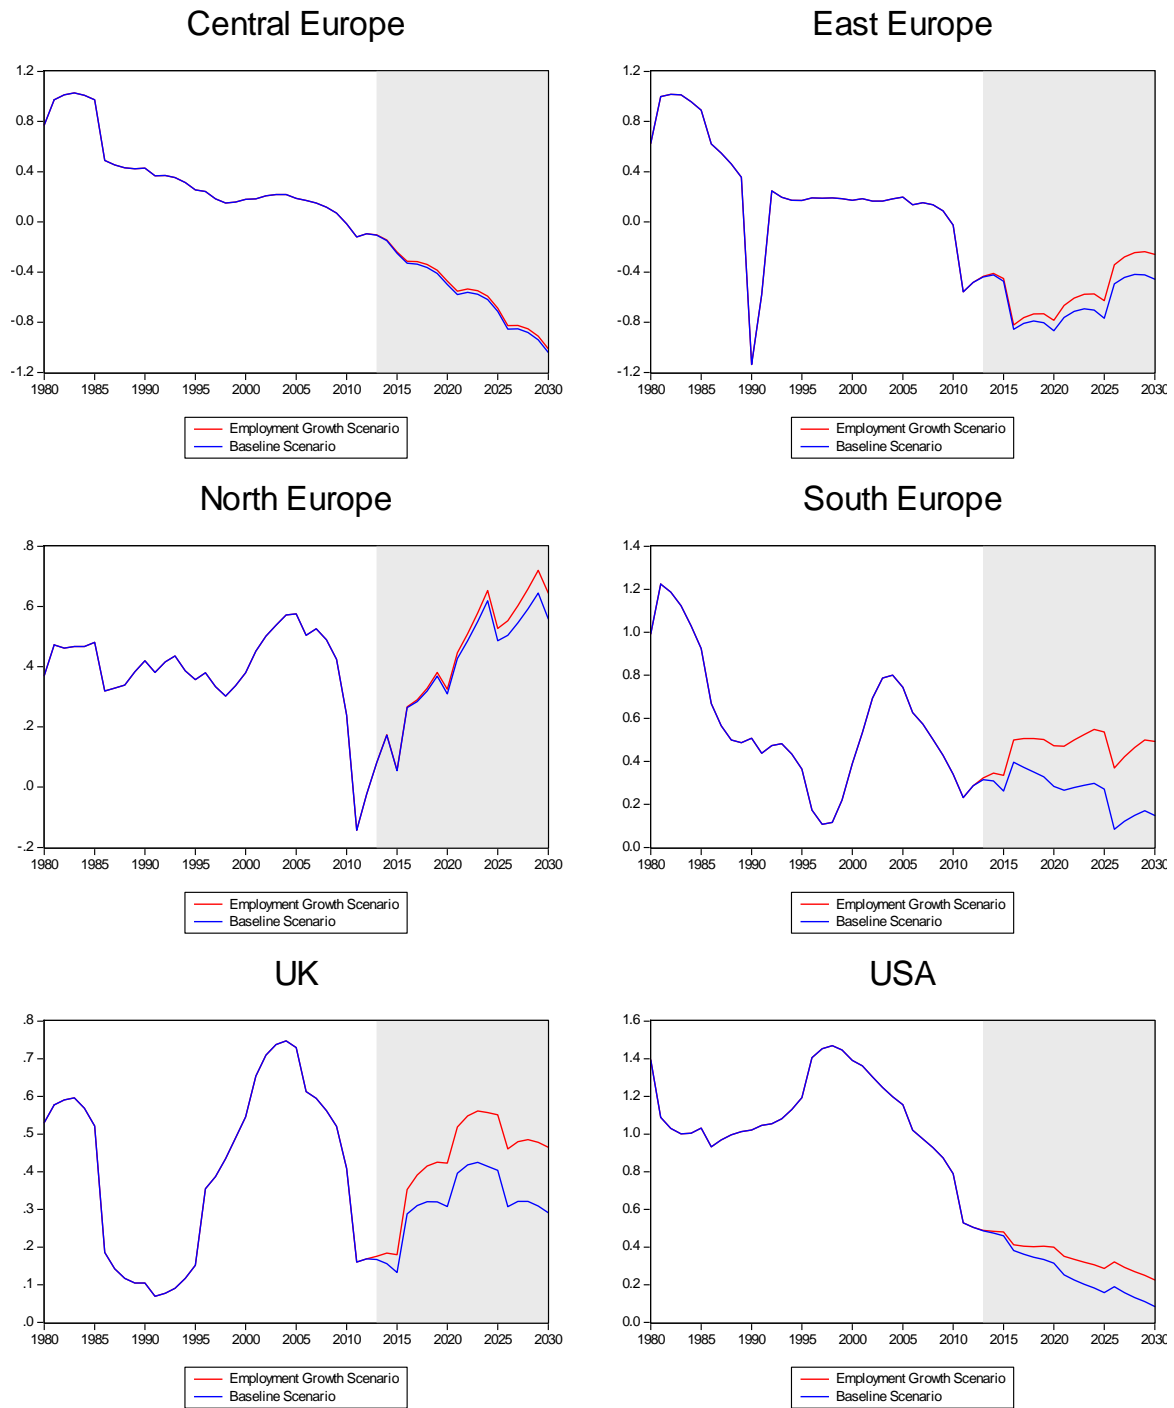 Central Europe
1.2
0.8
0.4
0.0
-0.4
-0.8
-1.2
1980 1985 1990 1995 2000 2005 2010 2015 2020 2025 2030
Employment Growth Scenario
Baseline Scenario
East Europe
1.2
0.8
0.4
0.0
-0.4
-0.8
-1.2
1980 1985 1990 1995 2000 2005 2010 2015 2020 2025 2030
Employment Growth Scenario
Baseline Scenario
North Europe
.8
.6
.4
.2
.0
-.2
1980 1985 1990 1995 2000 2005 2010 2015 2020 2025 2030
Employment Growth Scenario
Baseline Scenario
South Europe
1.4
1.2
1.0
0.8
0.6
0.4
0.2
0.0
1980 1985 1990 1995 2000 2005 2010 2015 2020 2025 2030
Employment Growth Scenario
Baseline Scenario
UK
.8
.7
.6
.5
.4
.3
.2
.1
.0
1980 1985 1990 1995 2000 2005 2010 2015 2020 2025 2030
Employment Growth Scenario
Baseline Scenario
USA
1.6
1.4
1.2
1.0
0.8
0.6
0.4
0.2
0.0
1980 1985 1990 1995 2000 2005 2010 2015 2020 2025 2030
Employment Growth Scenario
Baseline Scenario